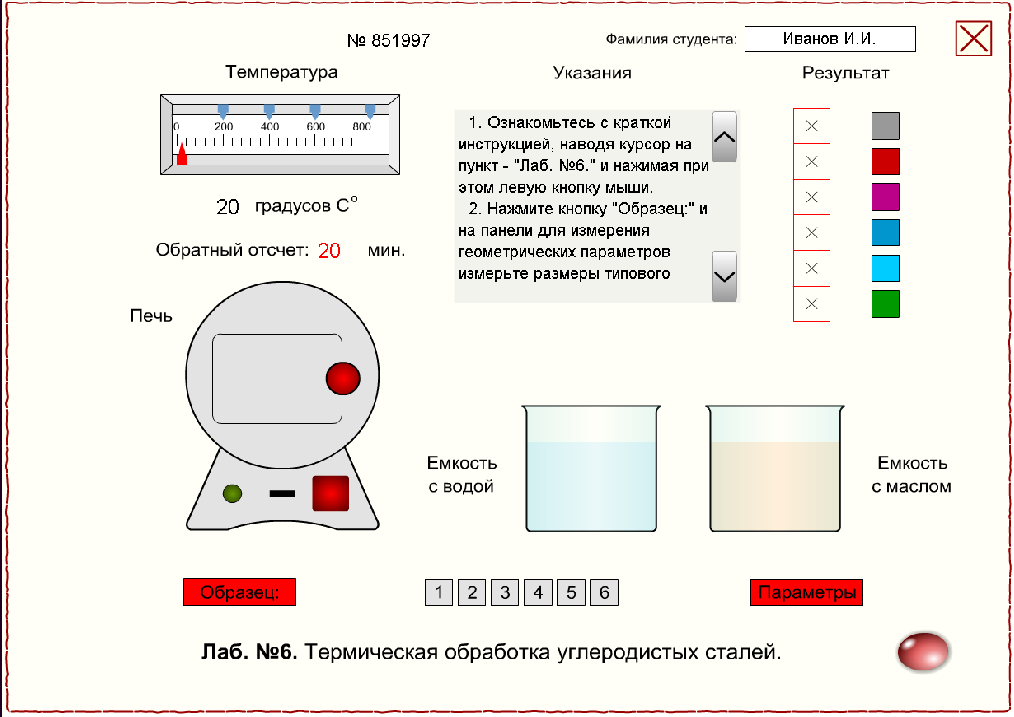 № 851997
Фамилия студента:
Иванов И.И.
Температура
Указания
Результат
0 200 400 600 800
20 градусов C°
Обратный отсчет: 20 мин.
1. Ознакомьтесь с краткой
инструкцией, наводя курсор на
пункт - "Лаб. №6." и нажимая при
этом левую кнопку мыши.
2. Нажмите кнопку "Образец:" и
на панели для измерения
геометрических параметров
измерьте размеры типового
Печь
Емкость
с водой
Емкость
с маслом
Образец:
1 2 3 4 5 6
Параметры
Лаб. №6. Термическая обработка углеродистых сталей.